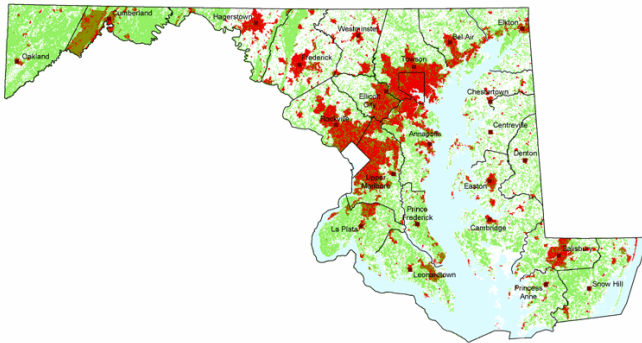 Cumberland
Oakland
Hagerstown
Westminster
Frederick
Bel Air
Elkton
Towson
Ellicott
City
Chestertown
Rockville
Annapolis
Centreville
Denton
Upper
Marlboro
Easton
Prince
Frederick
La Plata
Cambridge
Leonardtown
Salisbury
Princess
Anne
Snow Hill